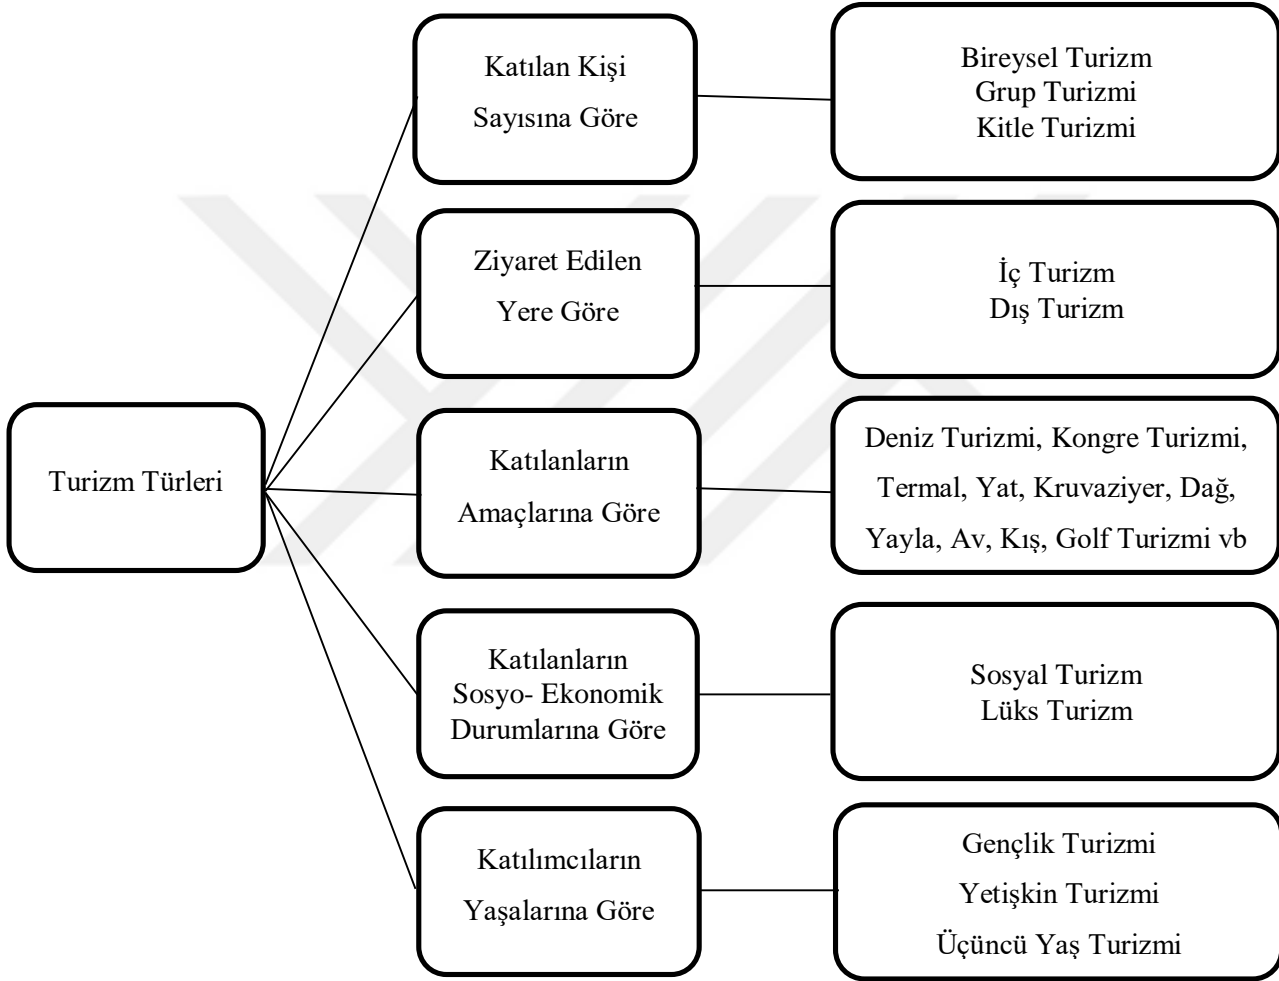 Katılan Kişi
Sayısına Göre
Bireysel Turizm
Grup Turizmi
Kitle Turizmi
Ziyaret Edilen
Yere Göre
İç Turizm
Dış Turizm
Turizm Türleri
Katılanların
Amaçlarına Göre
Deniz Turizmi, Kongre Turizmi,
Termal, Yat, Kruvaziyer, Dağ,
Yayla, Av, Kış, Golf Turizmi vb
Katılanların
Sosyo- Ekonomik
Durumlarına Göre
Sosyal Turizm
Lüks Turizm
Katılımcıların
Yaşalarına Göre
Gençlik Turizmi
Yetişkin Turizmi
Üçüncü Yaş Turizmi